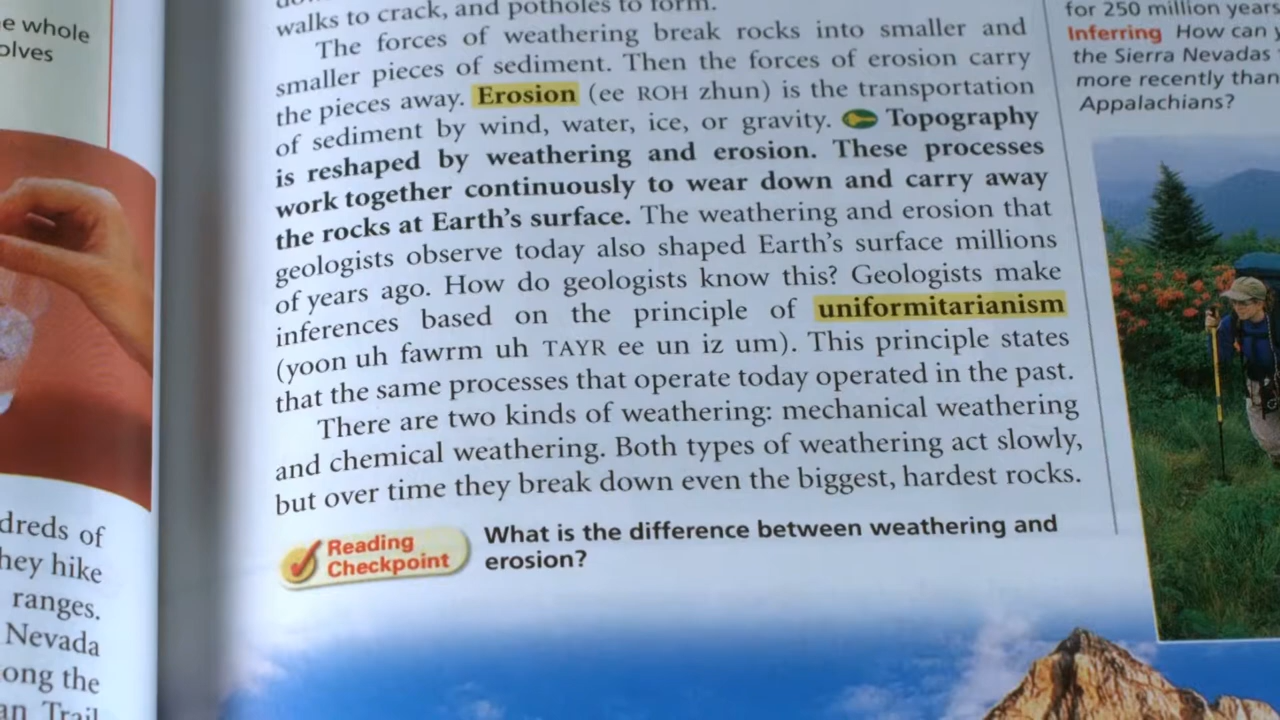 e whole
olves
dreds of
hey hike
ranges.
Nevada
ong the
an Trail
walks to crack, and potholes to form.
The forces of weathering break rocks into smaller and
smaller pieces of sediment. Then the forces of erosion carry
the pieces away. Erosion (ee ROH zhun) is the transportation
of sediment by wind, water, ice, or gravity. Topography
is reshaped by weathering and erosion. These processes
work together continuously to wear down and carry away
the rocks at Earth's surface. The weathering and erosion that
geologists observe today also shaped Earth's surface millions
of years ago. How do geologists know this? Geologists make
inferences based on the principle of uniformitarianism
(yoon uh fawrm uh TAYR ee un iz um). This principle states
that the same processes that operate today operated in the past.
There are two kinds of weathering: mechanical weathering
and chemical weathering. Both types of weathering act slowly,
but over time they break down even the biggest, hardest rocks.
Reading
Checkpoint
What is the difference between weathering and
erosion?
for 250 million years
Inferring How can y
the Sierra Nevadas
more recently than
Appalachians?